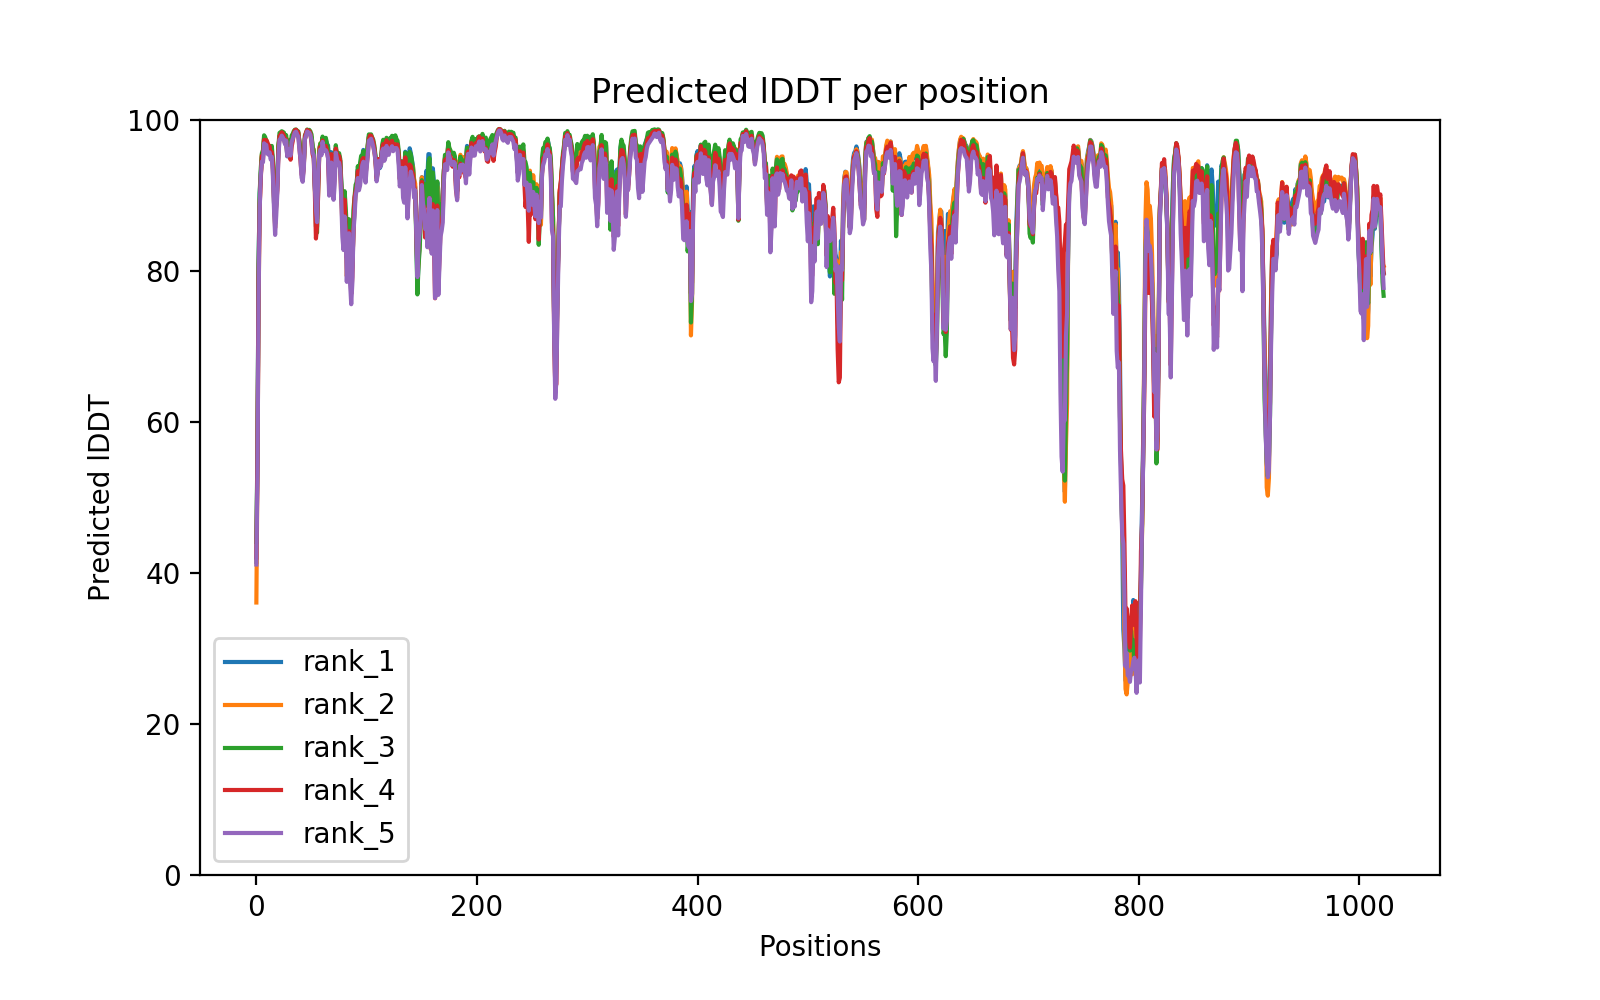 Predicted lDDT per position
100
80
60
40
20
0
Predicted lDDT
rank_1
rank_2
rank_3
rank_4
rank_5
0 200 400 600 800 1000
Positions